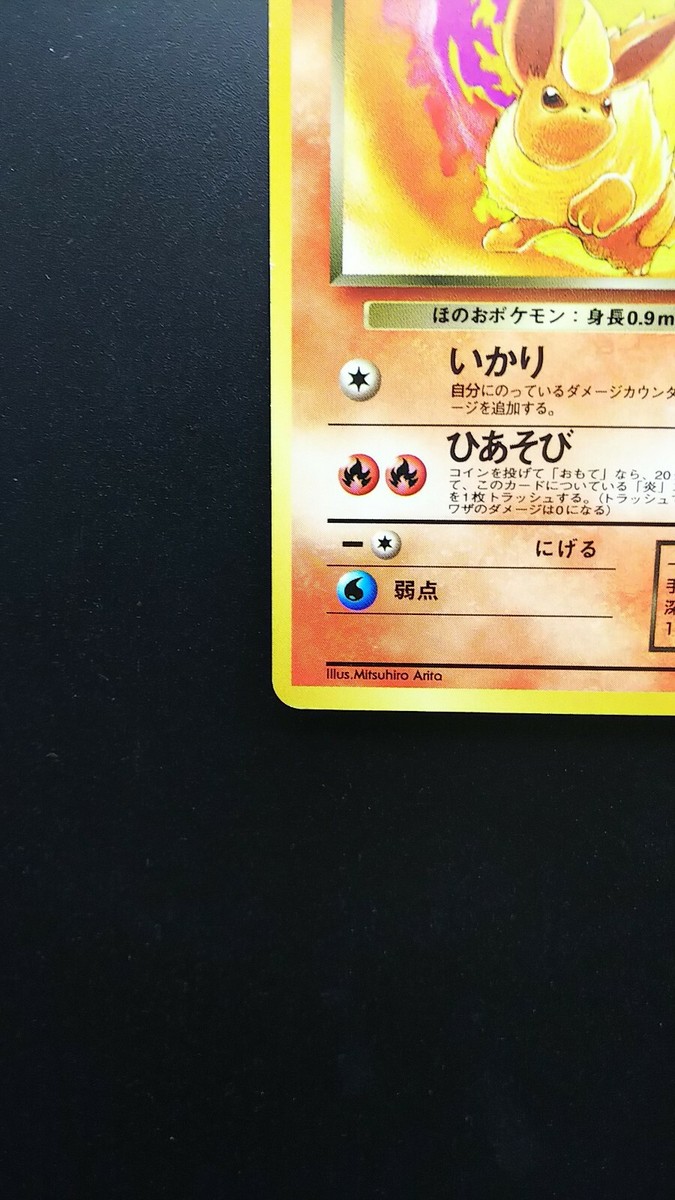 ほのおポケモン：身長0.9m
いかり
自分にのっているダメージカウンタ
ージを追加する。
ひあそび
コインを投げて「おもて」なら、20
て、このカードについている「炎」
を1枚トラッシュする。(トラッシュ
ワザのダメージは0になる)
にげる
弱点
手
深
1
Illus.Mitsuhiro Arita